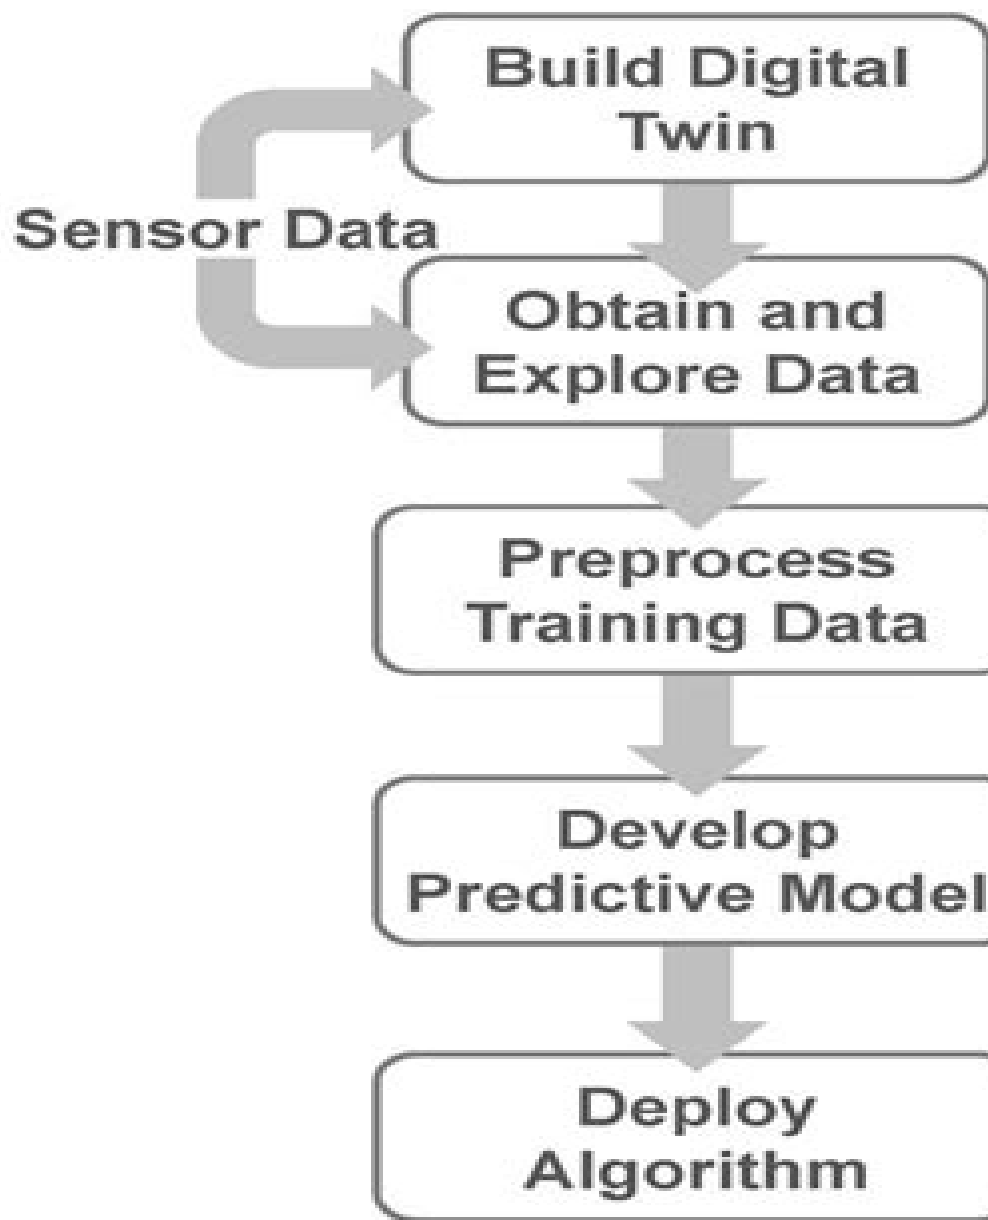 Build Digital
Twin
Sensor Data
Obtain and
Explore Data
Preprocess
Training Data
Develop
Predictive Model
Deploy
Algorithm